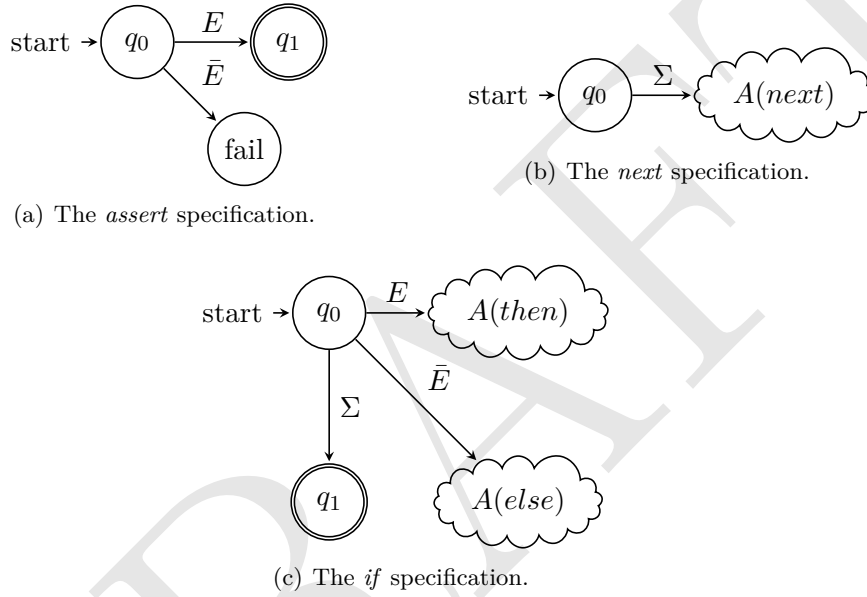 start q₀ E q₁
Ē
fail
(a) The assert specification.
start q₀ Σ A(next)
(b) The next specification.
start q₀ E A(then)
Ē
Σ
q₁ A(else)
(c) The if specification.